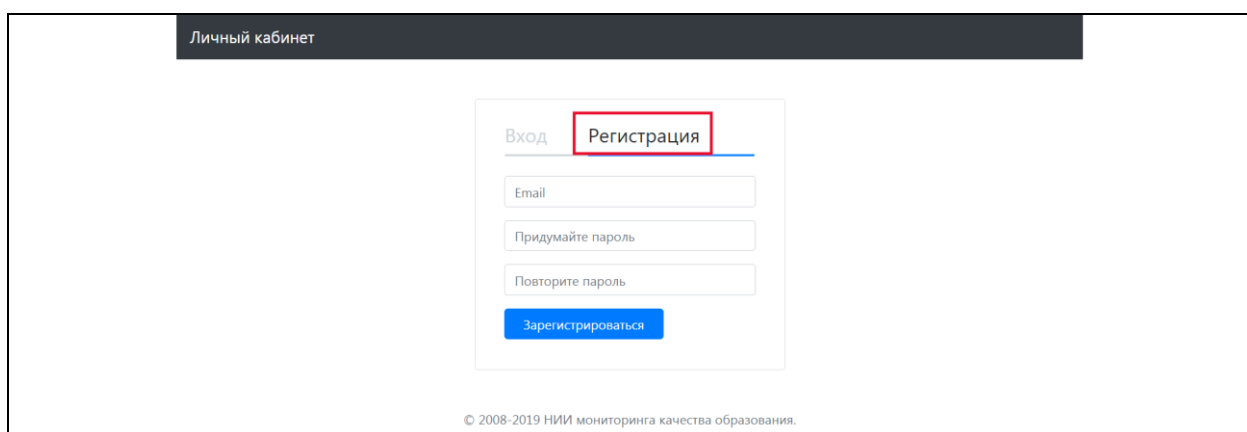 Личный кабинет
Вход Регистрация
Email
Придумайте пароль
Повторите пароль
Зарегистрироваться
© 2008-2019 НИИ мониторинга качества образования.